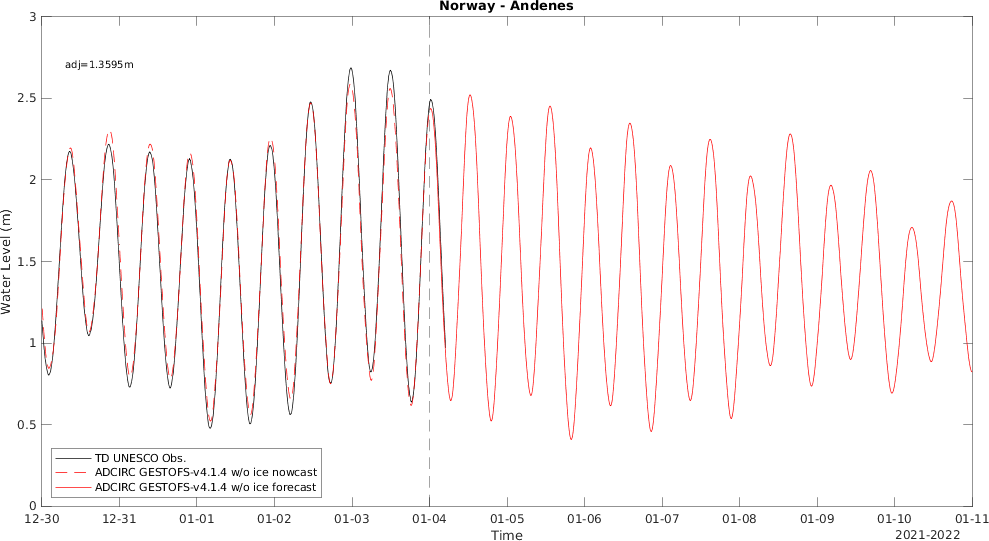 Norway - Andenes
3
adj=1.3595m
2.5
2
1.5
1
0.5
0
Water Level (m)
TD UNESCO Obs.
ADCIRC GESTOFS-v4.1.4 w/o ice nowcast
ADCIRC GESTOFS-v4.1.4 w/o ice forecast
12-30 12-31 01-01 01-02 01-03 01-04 01-05 01-06 01-07 01-08 01-09 01-10 01-11
Time
2021-2022